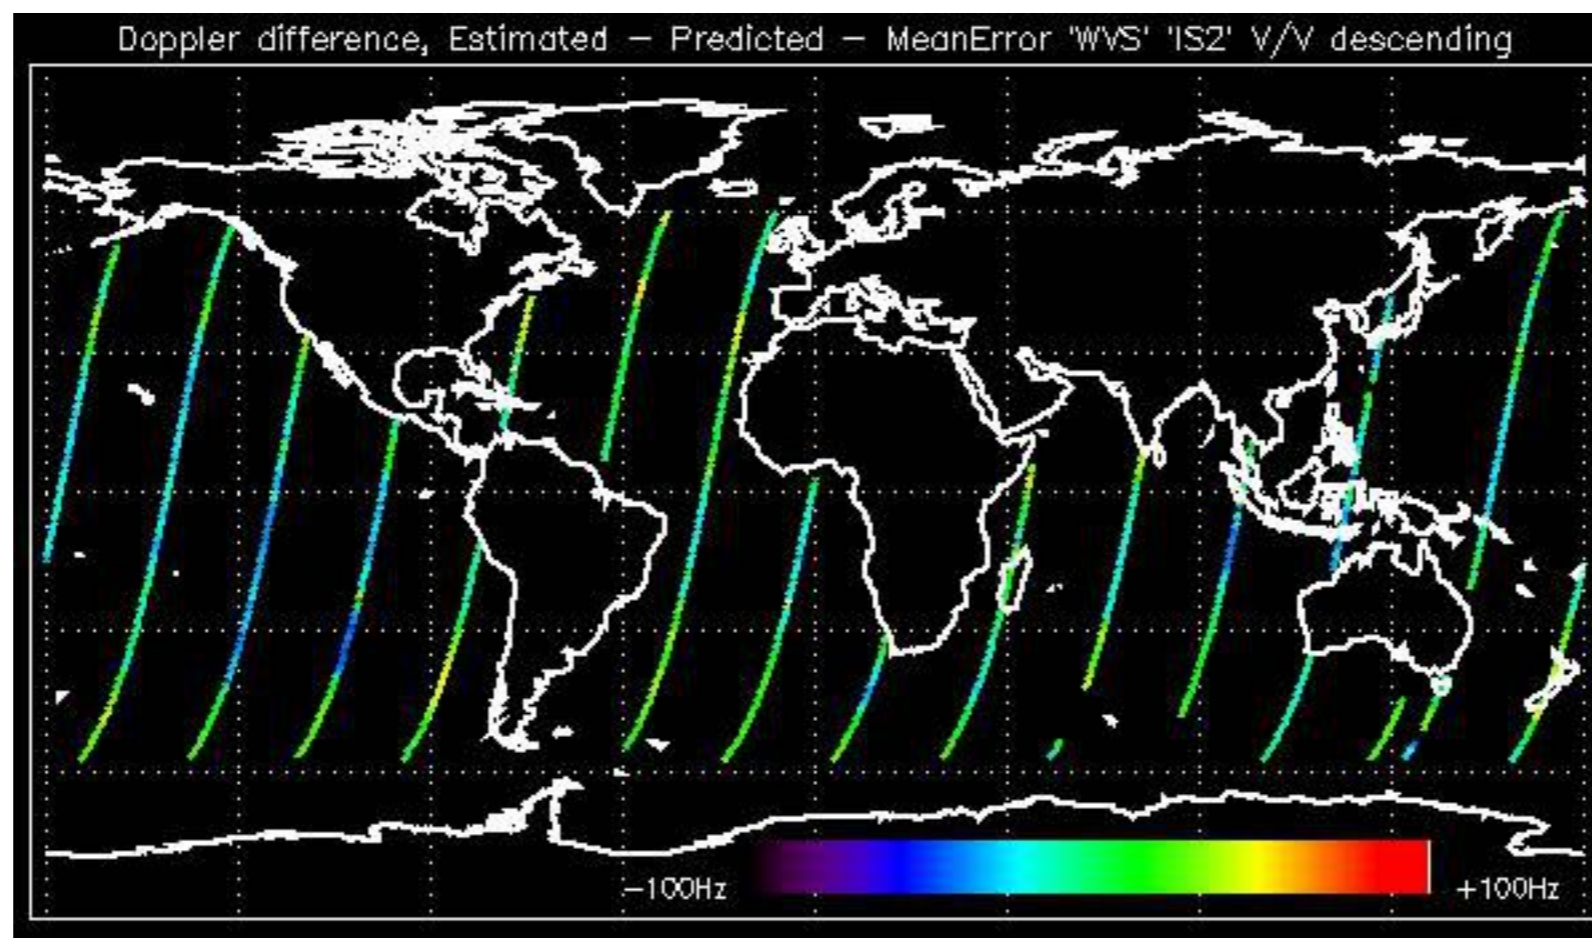 Doppler difference, Estimated – Predicted – MeanError 'WVS' 'IS2' V/V descending
–100Hz +100Hz